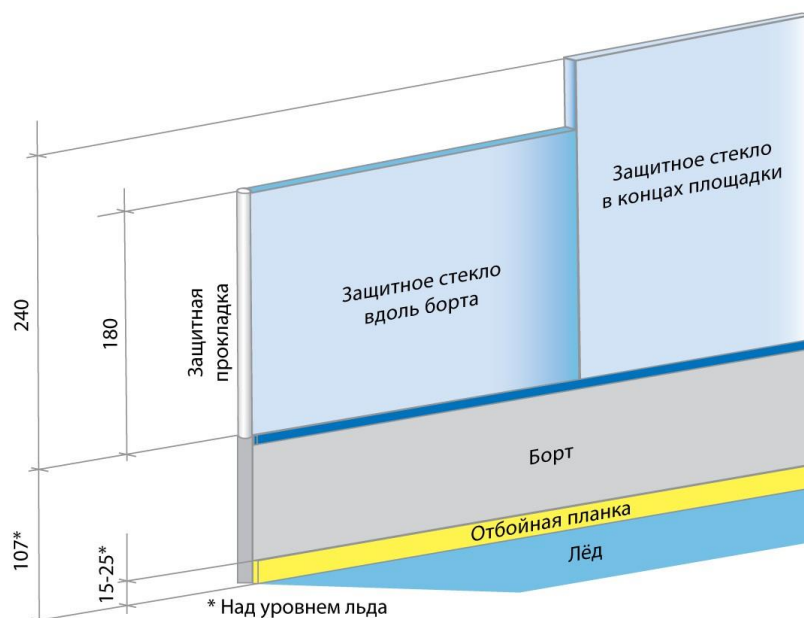 Защитное стекло
в концах площадки
Защитное стекло
вдоль борта
Защитная
прокладка
240
180
Борт
Отбойная планка
Лёд
107*
15-25*
* Над уровнем льда